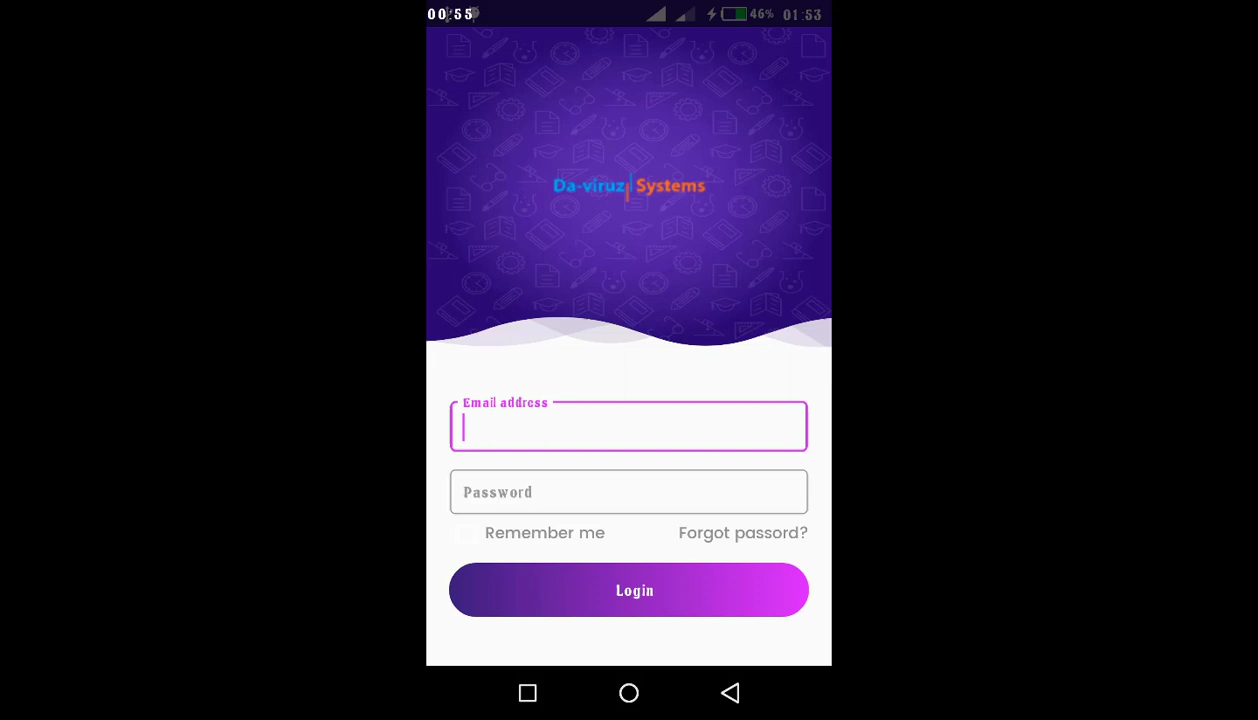 00:55 46% 01:53
Da-viruz Systems
Email address
Password
Remember me Forgot passord?
Login